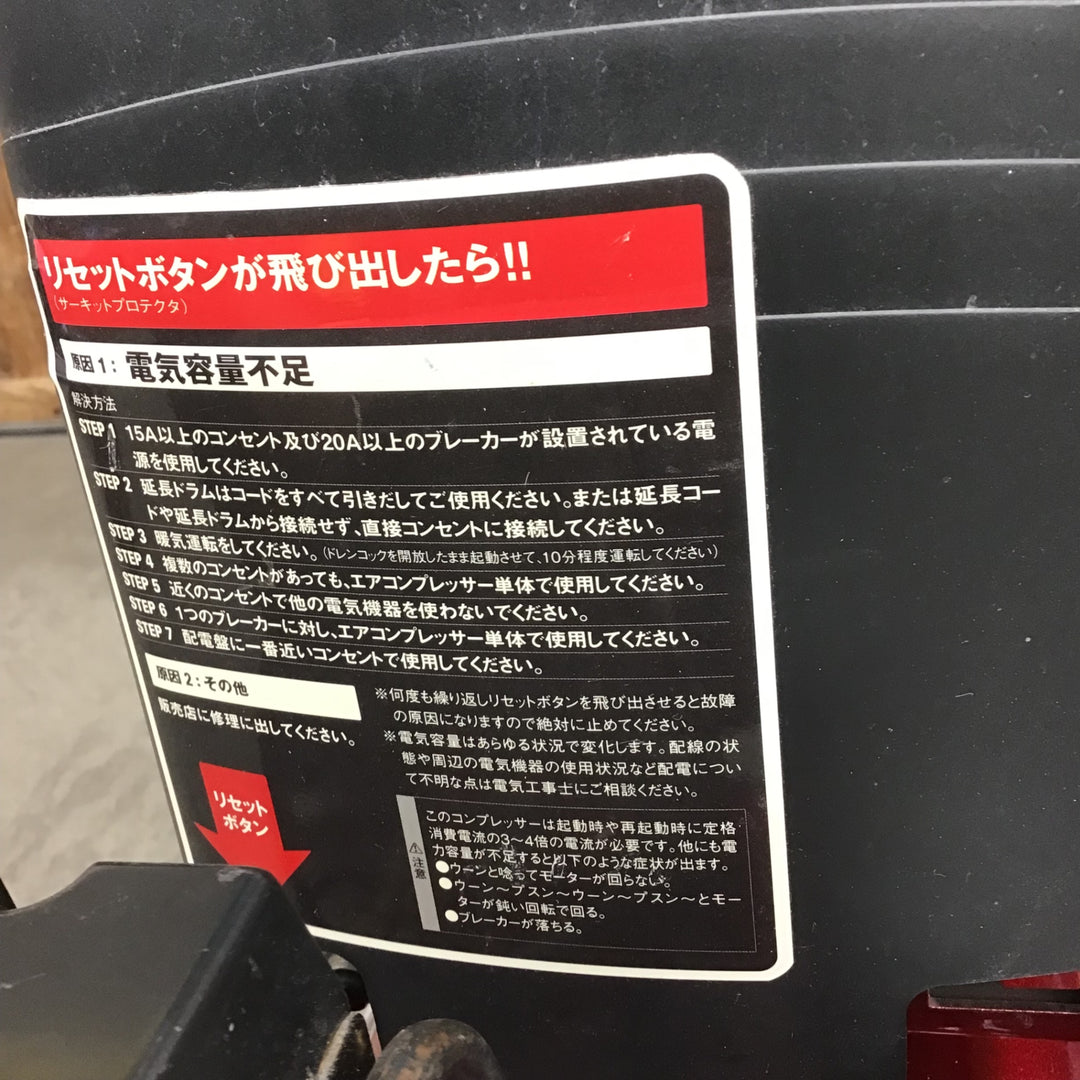 リセットボタンが飛び出したら!!
(サーキットプロテクタ)
原因1: 電気容量不足
解決方法
STEP 1 15A以上のコンセント及び20A以上のブレーカーが設置されている電
源を使用してください。
STEP 2 延長ドラムはコードをすべて引きだしてご使用ください。または延長コー
ドや延長ドラムから接続せず、直接コンセントに接続してください。
STEP 3 暖気運転をしてください。(ドレンコックを開放したまま起動させて、10分程度運転してください)
STEP 4 複数のコンセントがあっても、エアコンプレッサー単体で使用してください。
STEP 5 近くのコンセントで他の電気機器を使わないでください。
STEP 6 1つのブレーカーに対し、エアコンプレッサー単体で使用してください。
STEP 7 配電盤に一番近いコンセントで使用してください。
原因2:その他
販売店に修理に出してください。
リセット
ボタン
※何度も繰り返しリセットボタンを飛び出させると故障
の原因になりますので絶対に止めてください。
※電気容量はあらゆる状況で変化します。配線の状
態や周辺の電気機器の使用状況など配電につい
て不明な点は電気工事士にご相談ください。
⚠注意
このコンプレッサーは起動時や再起動時に定格
消費電流の3〜4倍の電流が必要です。他にも電
力容量が不足すると以下のような症状が出ます。
●ウーンと唸ってモーターが回らない。
●ウーン〜プスン〜ウーン〜プスン〜とモー
ターが鈍い回転で回る。
●ブレーカーが落ちる。